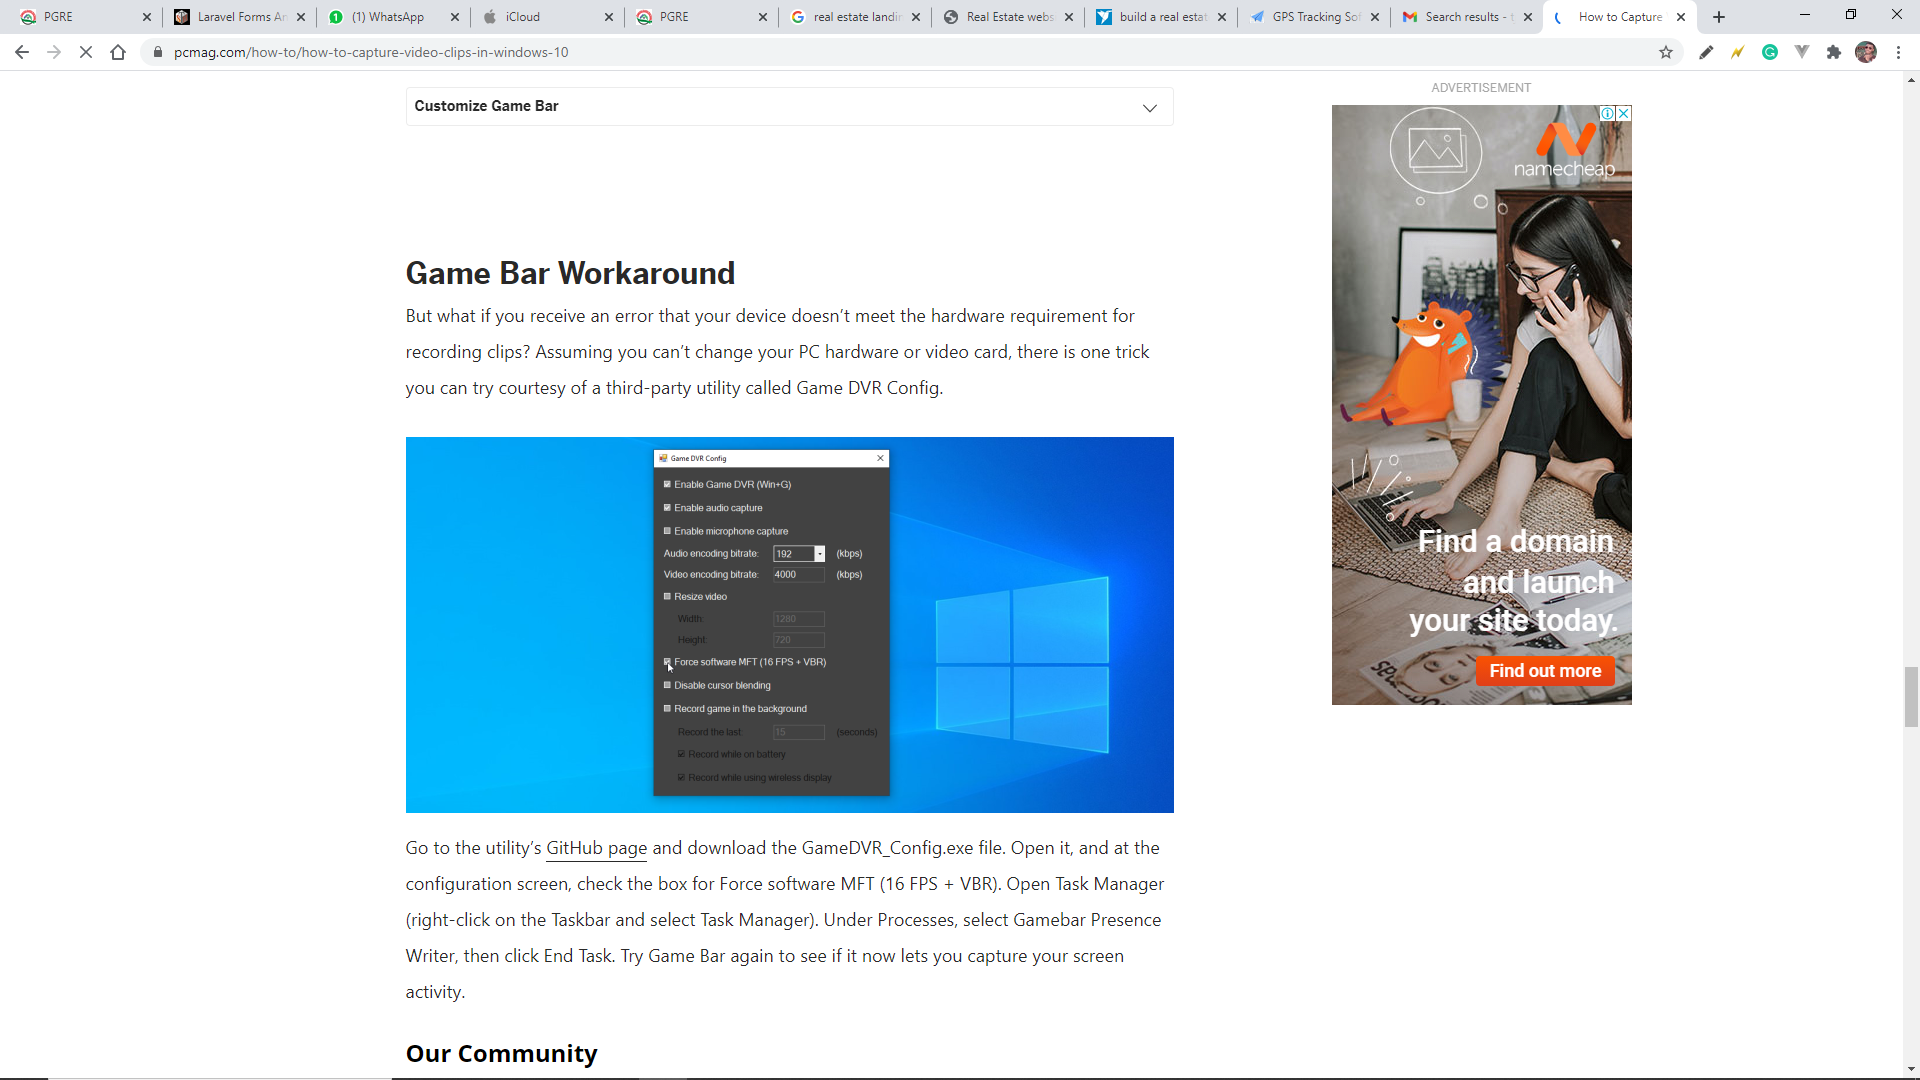 PGRE
Laravel Forms An
(1) WhatsApp
iCloud
PGRE
real estate landin
Real Estate webs
build a real estat
GPS Tracking Sof
Search results - t
How to Capture
pcmag.com/how-to/how-to-capture-video-clips-in-windows-10
Customize Game Bar
ADVERTISEMENT
namecheap
Find a domain
and launch
your site today.
Find out more
Game Bar Workaround
But what if you receive an error that your device doesn’t meet the hardware requirement for
recording clips? Assuming you can’t change your PC hardware or video card, there is one trick
you can try courtesy of a third-party utility called Game DVR Config.
Game DVR Config
Enable Game DVR (Win+G)
Enable audio capture
Enable microphone capture
Audio encoding bitrate: 192 (kbps)
Video encoding bitrate: 4000 (kbps)
Resize video
Width: 1280
Height: 720
Force software MFT (16 FPS + VBR)
Disable cursor blending
Record game in the background
Record the last: 15 (seconds)
Record while on battery
Record while using wireless display
Go to the utility’s GitHub page and download the GameDVR_Config.exe file. Open it, and at the
configuration screen, check the box for Force software MFT (16 FPS + VBR). Open Task Manager
(right-click on the Taskbar and select Task Manager). Under Processes, select Gamebar Presence
Writer, then click End Task. Try Game Bar again to see if it now lets you capture your screen
activity.
Our Community